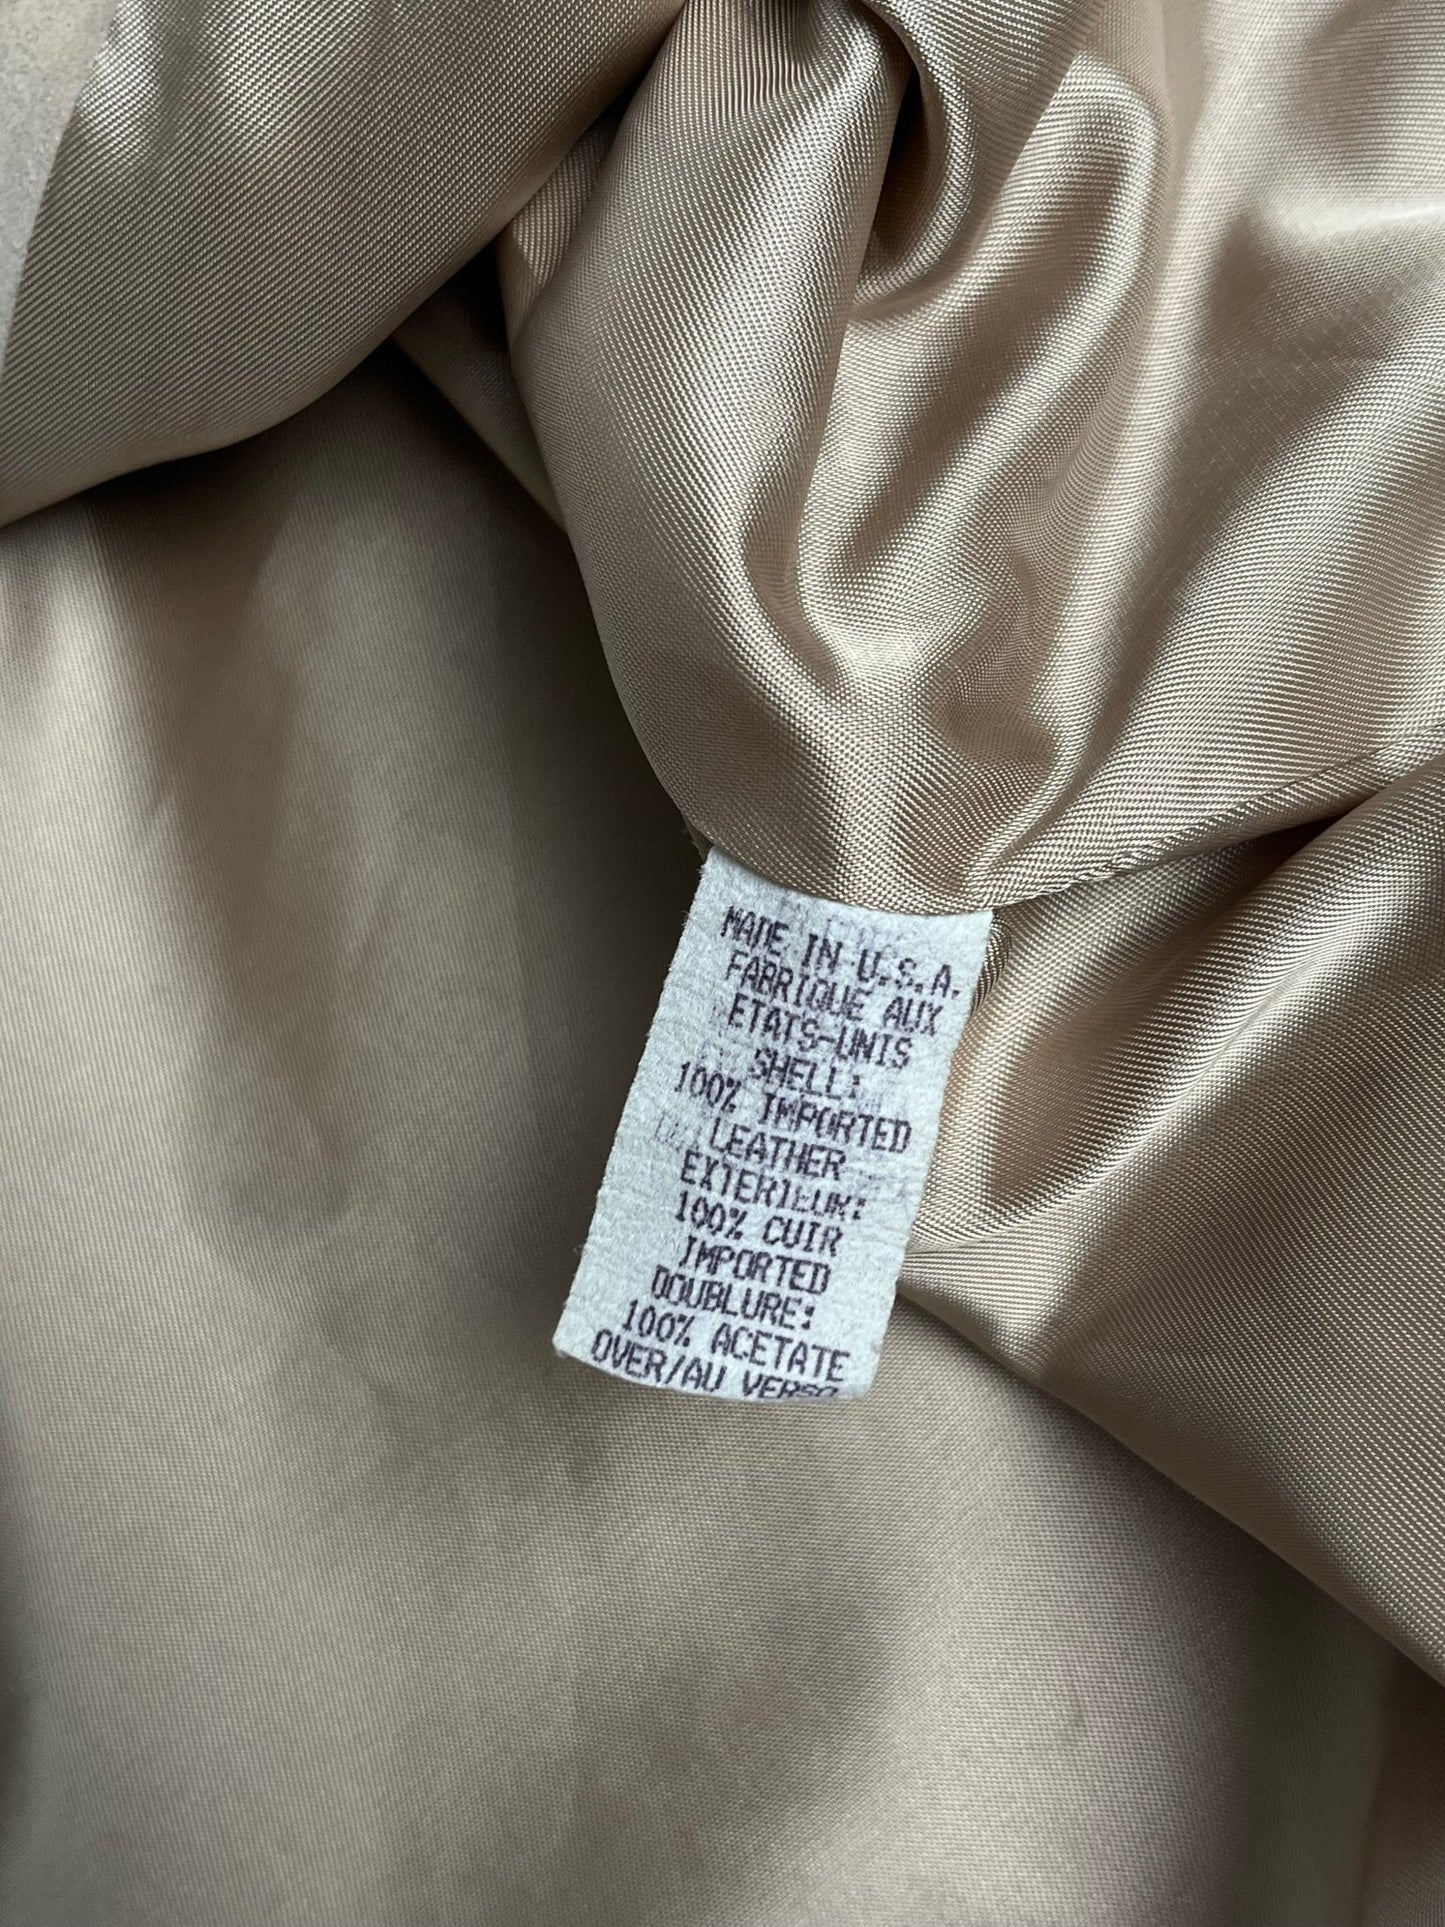 MADE IN U.S.A.
FABRIQUE AUX
ETATS-UNIS
SHELL:
100% IMPORTED
LEATHER
EXTERIEUR:
100% CUIR
IMPORTED
DOUBLURE:
100% ACETATE
OVER/AU VERSO